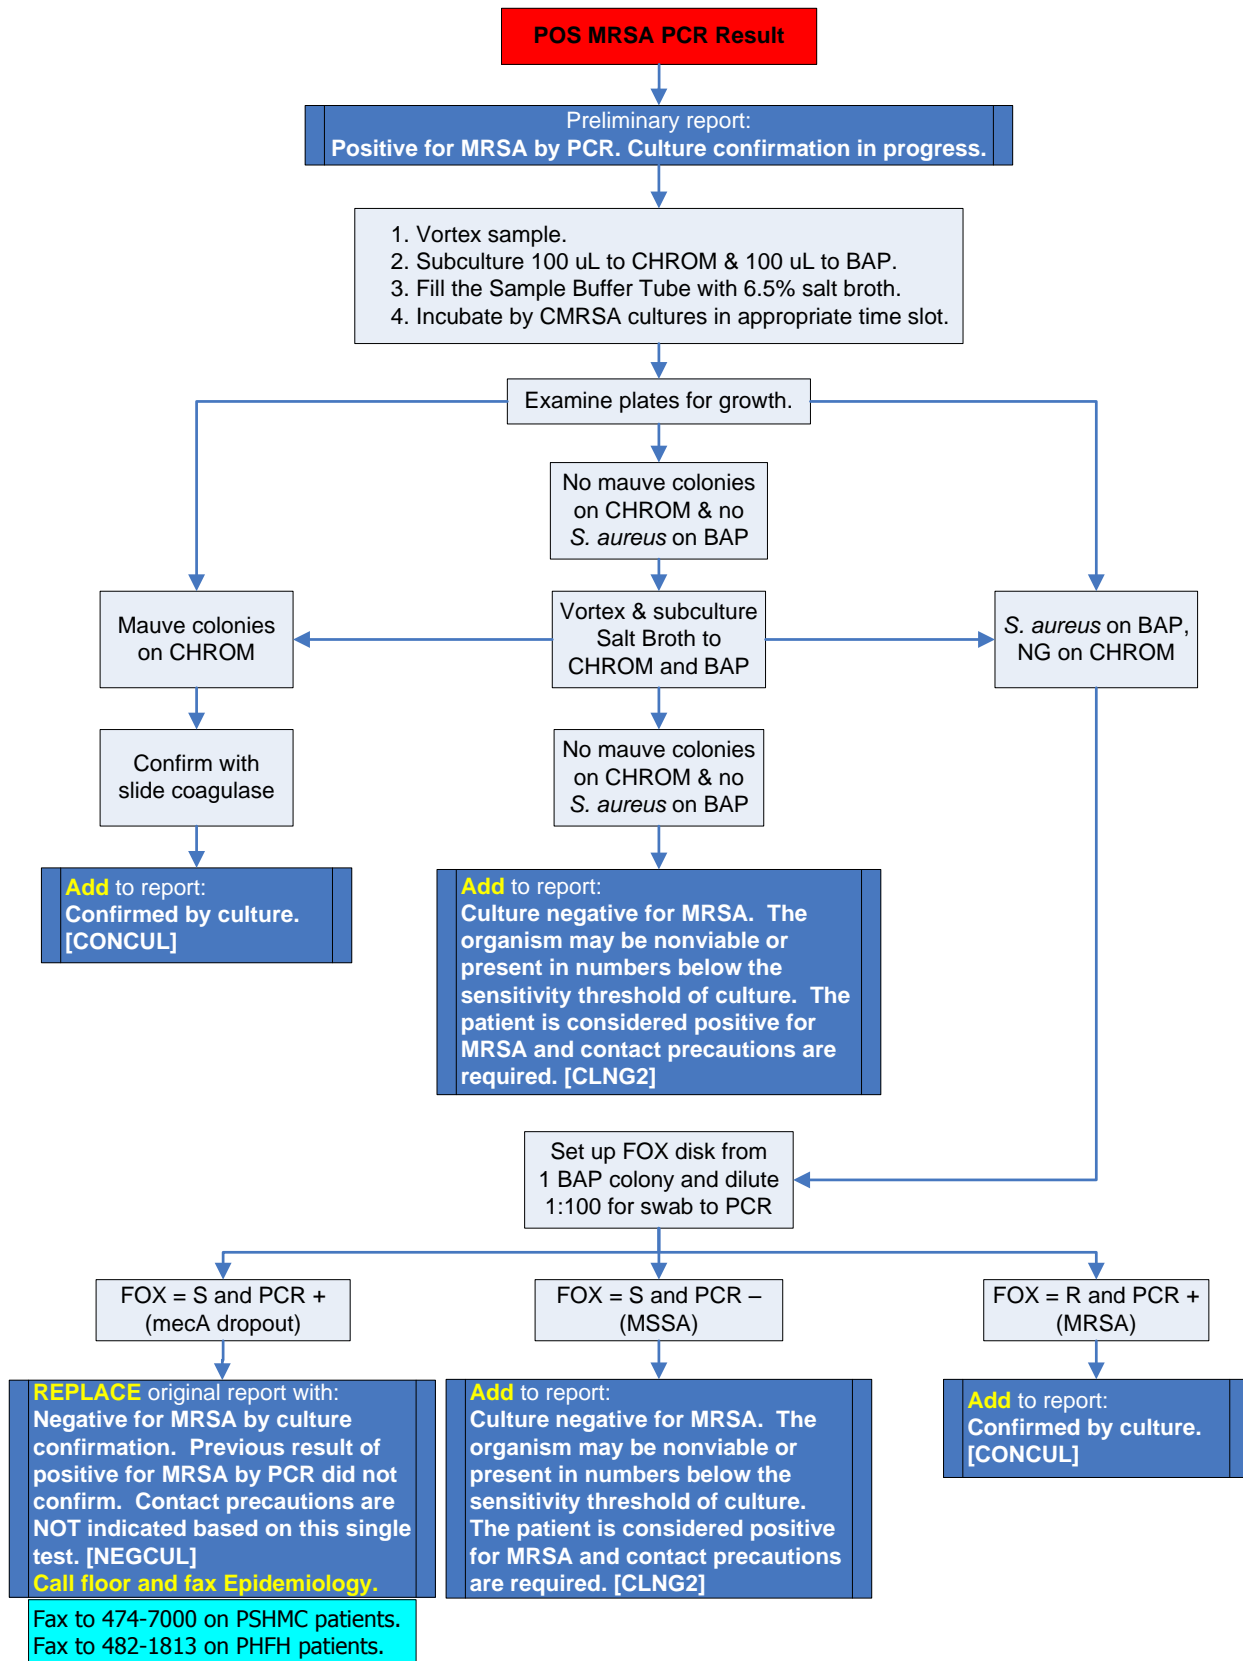 POS MRSA PCR Result
Preliminary report:
Positive for MRSA by PCR. Culture confirmation in progress.
1. Vortex sample.
2. Subculture 100 uL to CHROM & 100 uL to BAP.
3. Fill the Sample Buffer Tube with 6.5% salt broth.
4. Incubate by CMRSA cultures in appropriate time slot.
Examine plates for growth.
No mauve colonies
on CHROM & no
S. aureus on BAP
Mauve colonies
on CHROM
Vortex & subculture
Salt Broth to
CHROM and BAP
S. aureus on BAP,
NG on CHROM
Confirm with
slide coagulase
No mauve colonies
on CHROM & no
S. aureus on BAP
Add to report:
Confirmed by culture.
[CONCUL]
Add to report:
Culture negative for MRSA. The
organism may be nonviable or
present in numbers below the
sensitivity threshold of culture. The
patient is considered positive for
MRSA and contact precautions are
required. [CLNG2]
Set up FOX disk from
1 BAP colony and dilute
1:100 for swab to PCR
FOX = S and PCR +
(mecA dropout)
FOX = S and PCR –
(MSSA)
FOX = R and PCR +
(MRSA)
REPLACE original report with:
Negative for MRSA by culture
confirmation. Previous result of
positive for MRSA by PCR did not
confirm. Contact precautions are
NOT indicated based on this single
test. [NEGCUL]
Call floor and fax Epidemiology.
Fax to 474-7000 on PSHMC patients.
Fax to 482-1813 on PHFH patients.
Add to report:
Culture negative for MRSA. The
organism may be nonviable or
present in numbers below the
sensitivity threshold of culture.
The patient is considered positive
for MRSA and contact precautions
are required. [CLNG2]
Add to report:
Confirmed by culture.
[CONCUL]